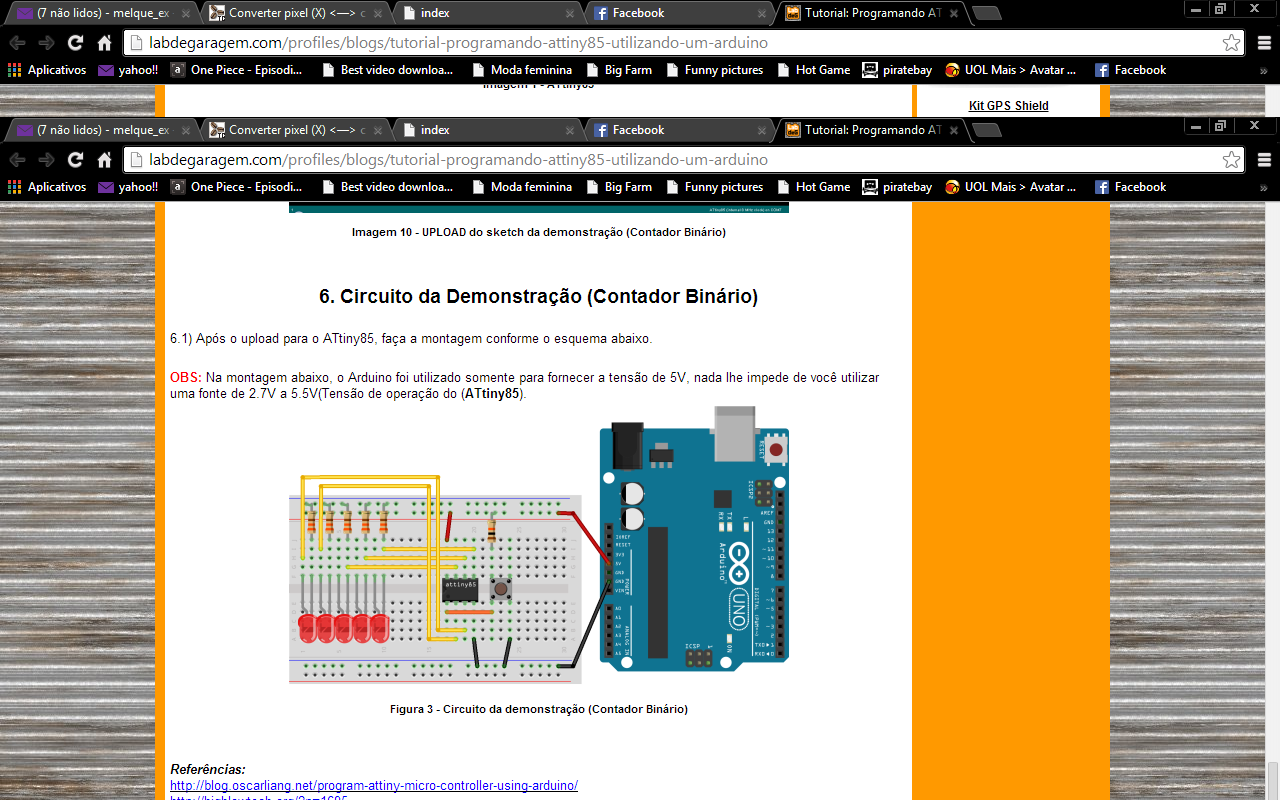 (7 não lidos) - melque_ex
Converter pixel (X) <—> c
index
Facebook
Tutorial: Programando AT
labdegaragem.com/profiles/blogs/tutorial-programando-attiny85-utilizando-um-arduino
Aplicativos
yahoo!!
One Piece - Episodi...
Best video downloa...
Moda feminina
Big Farm
Funny pictures
Hot Game
piratebay
UOL Mais > Avatar ...
Facebook
»
Imagem 1 - ATtiny85
Kit GPS Shield
(7 não lidos) - melque_ex
Converter pixel (X) <—> c
index
Facebook
Tutorial: Programando AT
labdegaragem.com/profiles/blogs/tutorial-programando-attiny85-utilizando-um-arduino
Aplicativos
yahoo!!
One Piece - Episodi...
Best video downloa...
Moda feminina
Big Farm
Funny pictures
Hot Game
piratebay
UOL Mais > Avatar ...
Facebook
»
Imagem 10 - UPLOAD do sketch da demonstração (Contador Binário)
6. Circuito da Demonstração (Contador Binário)
6.1) Após o upload para o ATtiny85, faça a montagem conforme o esquema abaixo.
OBS: Na montagem abaixo, o Arduino foi utilizado somente para fornecer a tensão de 5V, nada lhe impede de você utilizar
uma fonte de 2.7V a 5.5V(Tensão de operação do (ATtiny85).
attiny85
RESET
ICSP2
IOREF
RESET
3V3
5V
GND
GND
VIN
POWER
A0
A1
A2
A3
A4
A5
ANALOG IN
AREF
GND
13
12
~11
~10
~9
8
7
~6
~5
4
~3
2
TXD►1
RXD◄0
DIGITAL (PWM=~)
TX
RX
L
Arduino
UNO
ON
ICSP
1
Figura 3 - Circuito da demonstração (Contador Binário)
Referências:
http://blog.oscarliang.net/program-attiny-micro-controller-using-arduino/